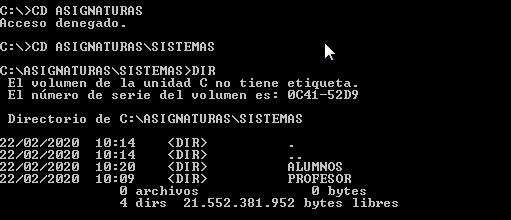 C:\>CD ASIGNATURAS
Acceso denegado.
C:\>CD ASIGNATURAS\SISTEMAS
C:\ASIGNATURAS\SISTEMAS>DIR
El volumen de la unidad C no tiene etiqueta.
El número de serie del volumen es: 0C41-52D9
Directorio de C:\ASIGNATURAS\SISTEMAS
22/02/2020  10:14    <DIR>          .
22/02/2020  10:14    <DIR>          ..
22/02/2020  10:20    <DIR>          ALUMNOS
22/02/2020  10:09    <DIR>          PROFESOR
0 archivos              0 bytes
4 dirs  21.552.381.952 bytes libres